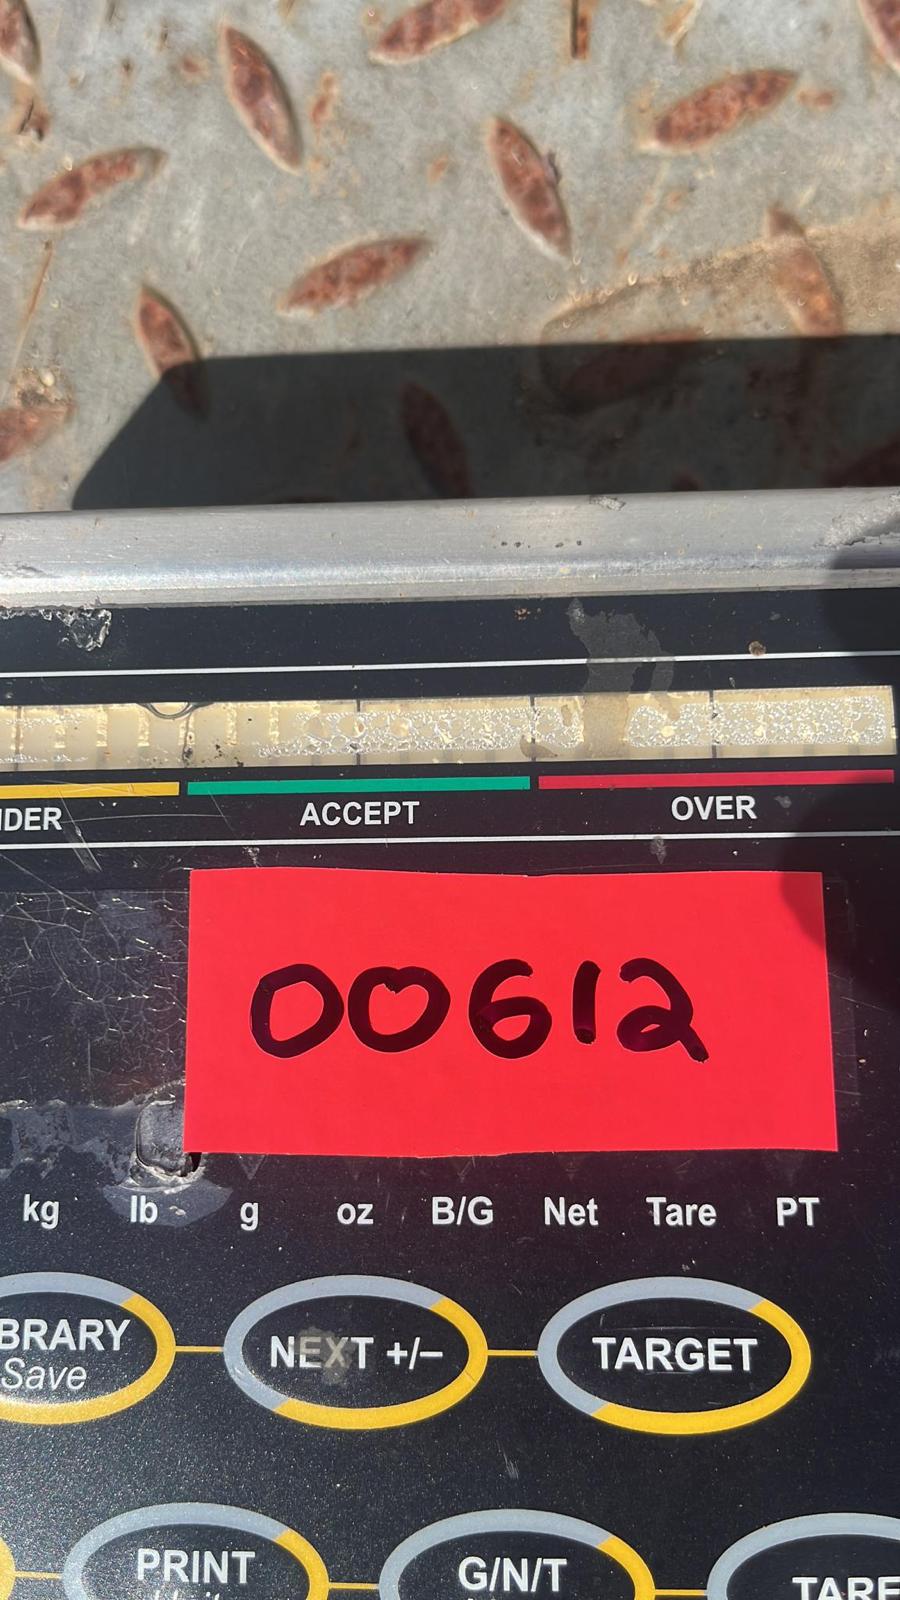 ACCEPT
OVER
00612
kg lb g oz B/G Net Tare PT
Save
NEXT +/–
TARGET
PRINT
G/N/T